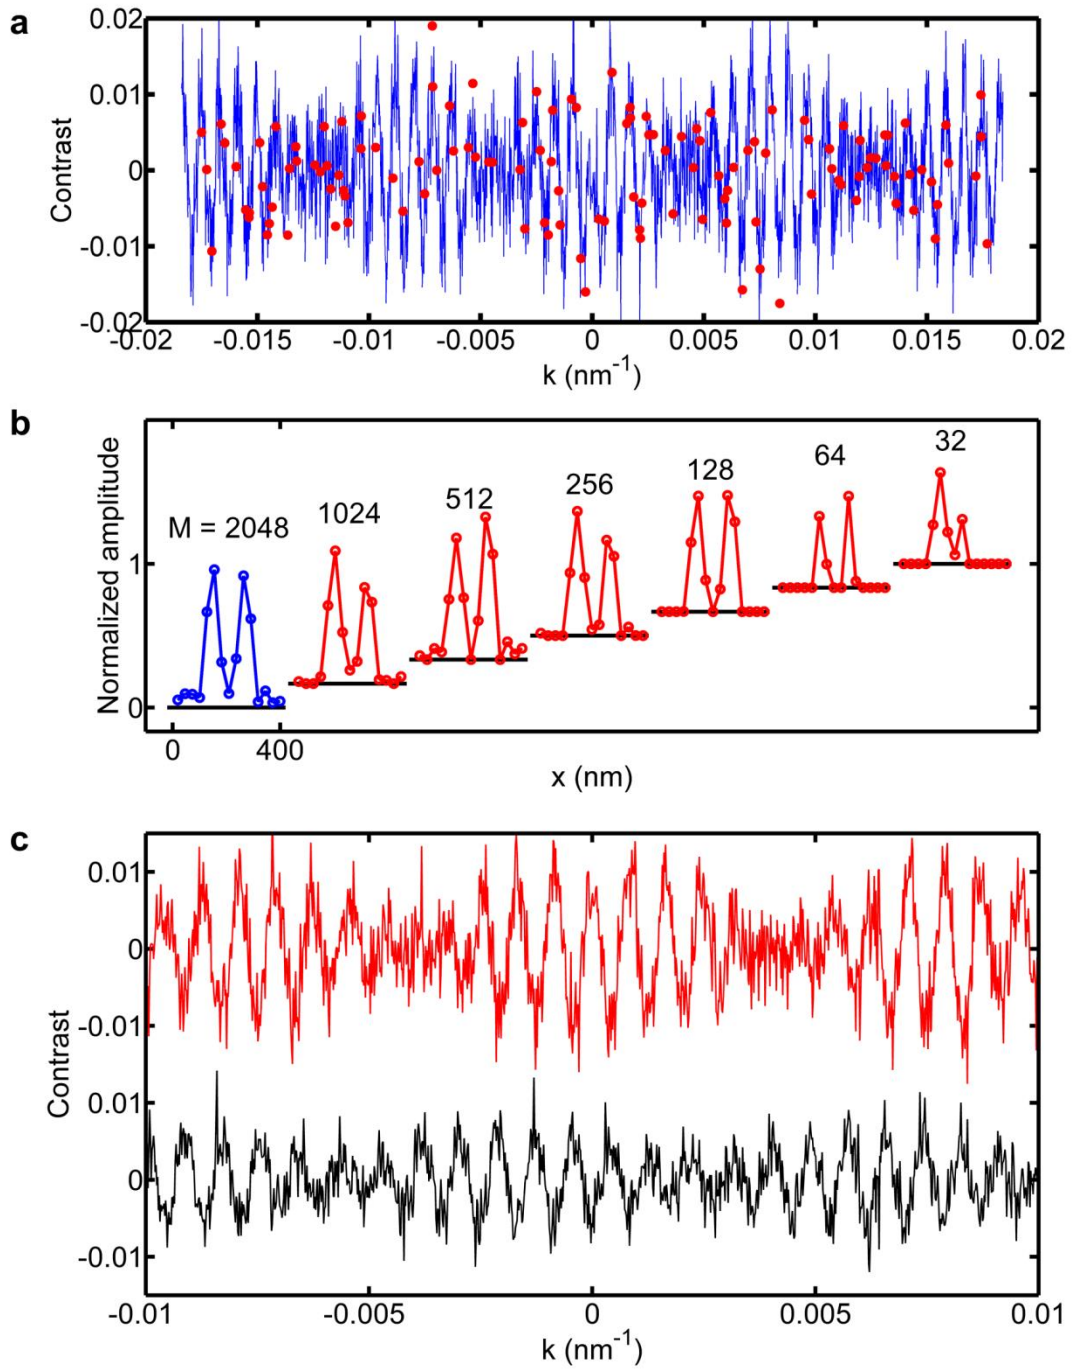 a
0.02
0.01
0
-0.01
-0.02
Contrast
-0.02 -0.015 -0.01 -0.005 0 0.005 0.01 0.015 0.02
k (nm⁻¹)
b
Normalized amplitude
1
0
M = 2048 1024 512 256 128 64 32
0 400
x (nm)
c
0.01
0
-0.01
Contrast
0.01
0
-0.01
-0.01 -0.005 0 0.005 0.01
k (nm⁻¹)